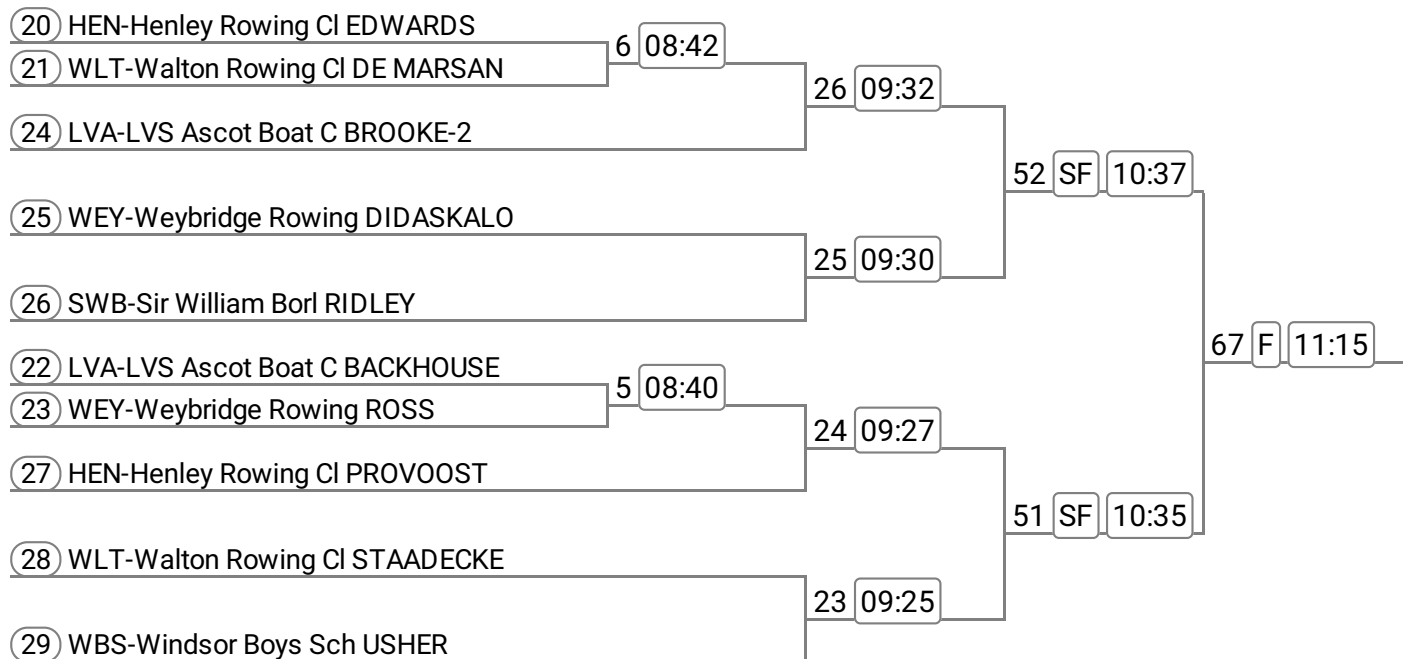 20 HEN-Henley Rowing Cl EDWARDS
6 08:42
21 WLT-Walton Rowing Cl DE MARSAN
26 09:32
24 LVA-LVS Ascot Boat C BROOKE-2
52 SF 10:37
25 WEY-Weybridge Rowing DIDASKALO
25 09:30
26 SWB-Sir William Borl RIDLEY
67 F 11:15
22 LVA-LVS Ascot Boat C BACKHOUSE
5 08:40
23 WEY-Weybridge Rowing ROSS
24 09:27
27 HEN-Henley Rowing Cl PROVOOST
51 SF 10:35
28 WLT-Walton Rowing Cl STAADECKE
23 09:25
29 WBS-Windsor Boys Sch USHER